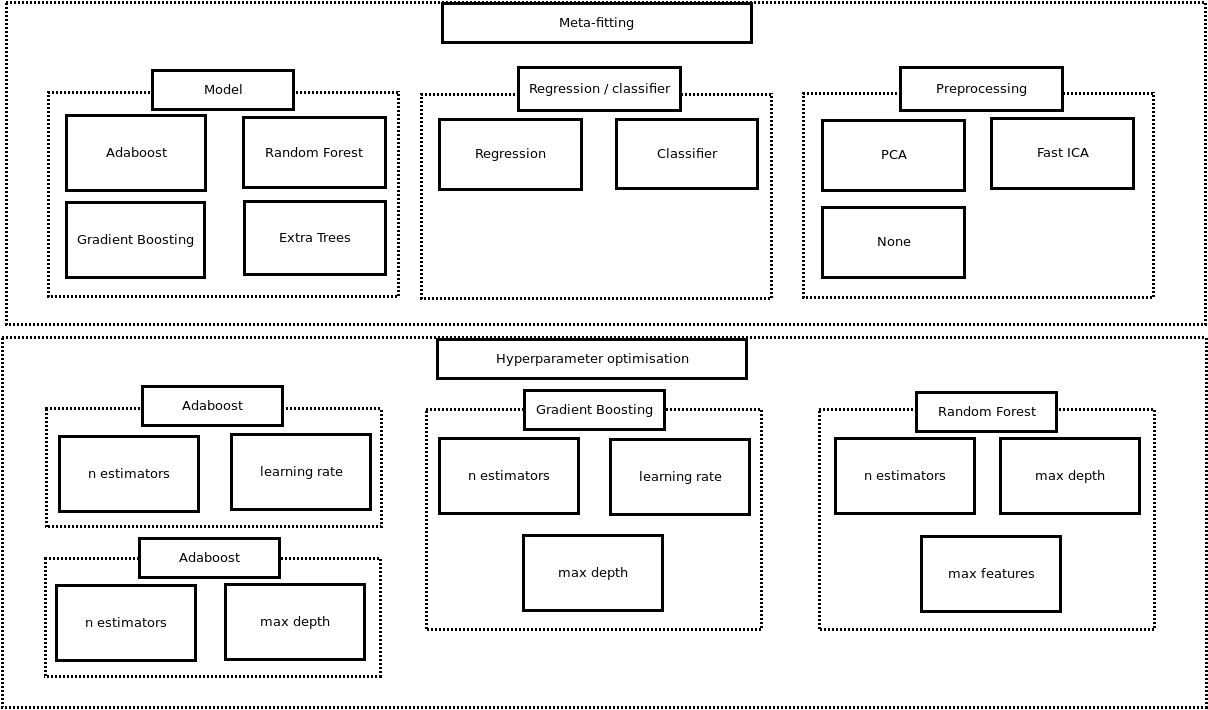 Meta-fitting
Model
Adaboost
Random Forest
Gradient Boosting
Extra Trees
Regression / classifier
Regression
Classifier
Preprocessing
PCA
Fast ICA
None
Hyperparameter optimisation
Adaboost
n estimators
learning rate
Adaboost
n estimators
max depth
Gradient Boosting
n estimators
learning rate
max depth
Random Forest
n estimators
max depth
max features